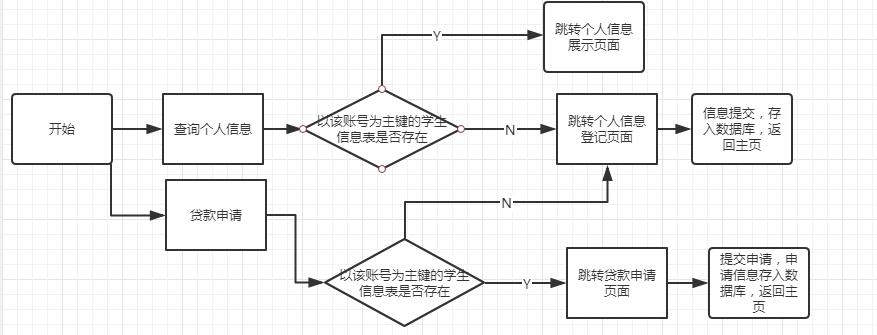 跳转个人信息
展示页面
Y
开始
查询个人信息
以该账号为主键的学生
信息表是否存在
N
跳转个人信息
登记页面
信息提交，存
入数据库，返
回主页
贷款申请
N
以该账号为主键的学生
信息表是否存在
Y
跳转贷款申请
页面
提交申请，申
请信息存入数
据库，返回主
页